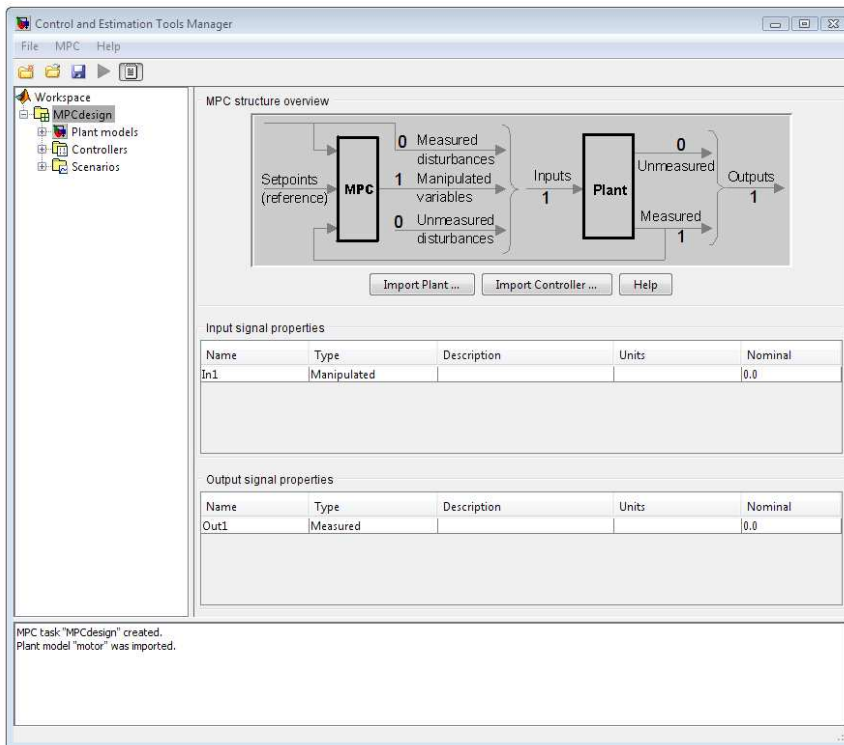 Control and Estimation Tools Manager
File MPC Help
Workspace
MPCdesign
Plant models
Controllers
Scenarios
MPC structure overview
Setpoints
(reference)
MPC
0 Measured
disturbances
1 Manipulated
variables
0 Unmeasured
disturbances
Inputs
1
Plant
0
Unmeasured
Measured
1
Outputs
1
Import Plant ... Import Controller ... Help
Input signal properties
Name Type Description Units Nominal
In1 Manipulated 0.0
Output signal properties
Name Type Description Units Nominal
Out1 Measured 0.0
MPC task "MPCdesign" created.
Plant model "motor" was imported.